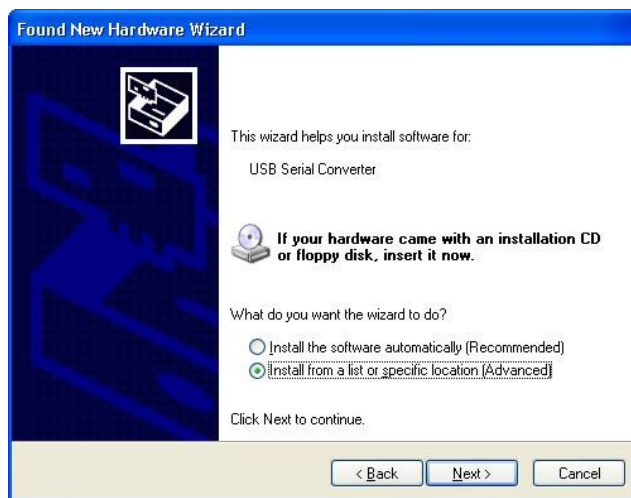 Found New Hardware Wizard
This wizard helps you install software for:
USB Serial Converter
If your hardware came with an installation CD
or floppy disk, insert it now.
What do you want the wizard to do?
Install the software automatically (Recommended)
Install from a list or specific location (Advanced)
Click Next to continue.
< Back Next > Cancel